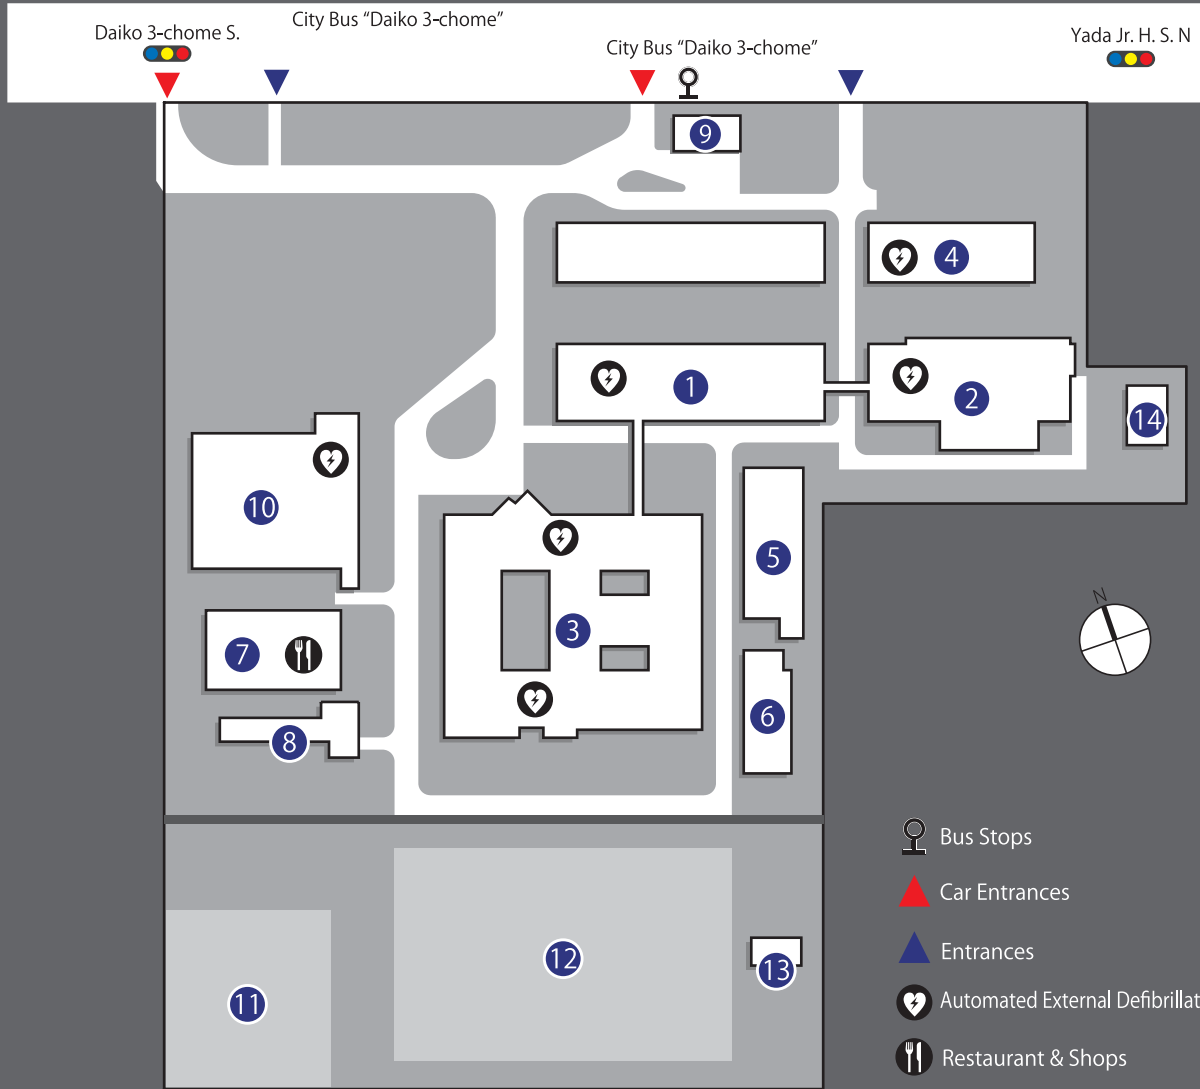 City Bus “Daiko 3-chome”
Daiko 3-chome S.
City Bus “Daiko 3-chome”
Yada Jr. H. S. N
9
4
1
2
14
10
5
N
3
7
6
8
Bus Stops
Car Entrances
12
Entrances
13
11
Automated External Defibrillat
Restaurant & Shops